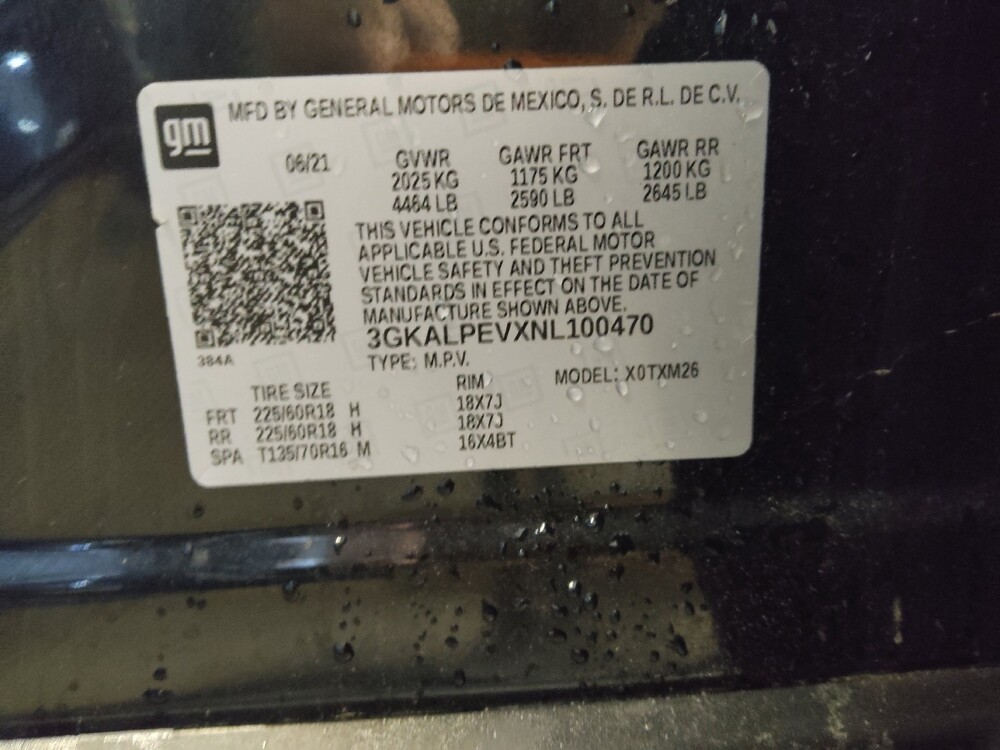 gm
MFD BY GENERAL MOTORS DE MEXICO, S. DE R.L. DE C.V.
06/21 GVWR GAWR FRT GAWR RR
2025 KG 1175 KG 1200 KG
4464 LB 2590 LB 2645 LB
THIS VEHICLE CONFORMS TO ALL
APPLICABLE U.S. FEDERAL MOTOR
VEHICLE SAFETY AND THEFT PREVENTION
STANDARDS IN EFFECT ON THE DATE OF
MANUFACTURE SHOWN ABOVE.
3GKALPEVXNL100470
384A
TYPE: M.P.V.
TIRE SIZE RIM MODEL: X0TXM26
FRT 225/60R18 H 18X7J
RR 225/60R18 H 18X7J
SPA T135/70R16 M 16X4BT